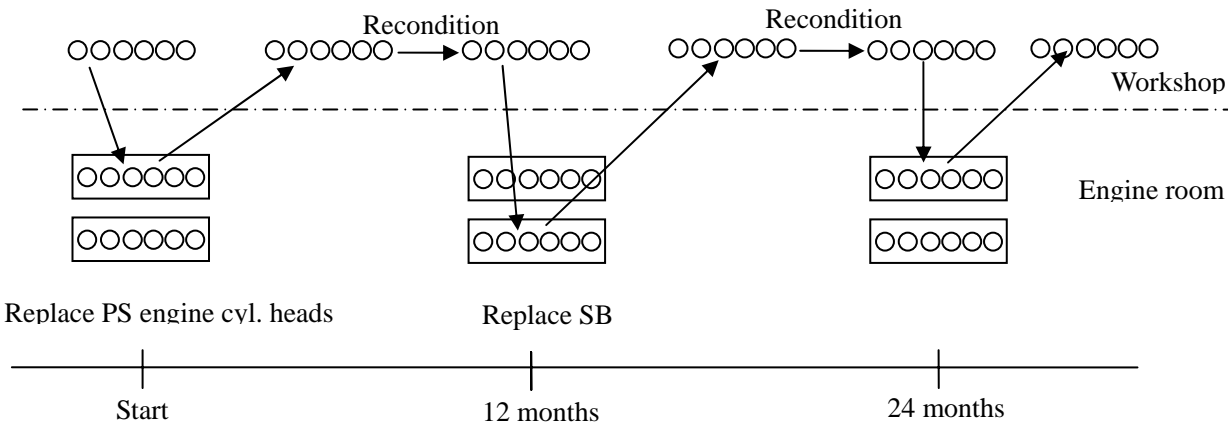 Recondition
Recondition
Workshop
Engine room
Replace PS engine cyl. heads
Replace SB
Start
12 months
24 months